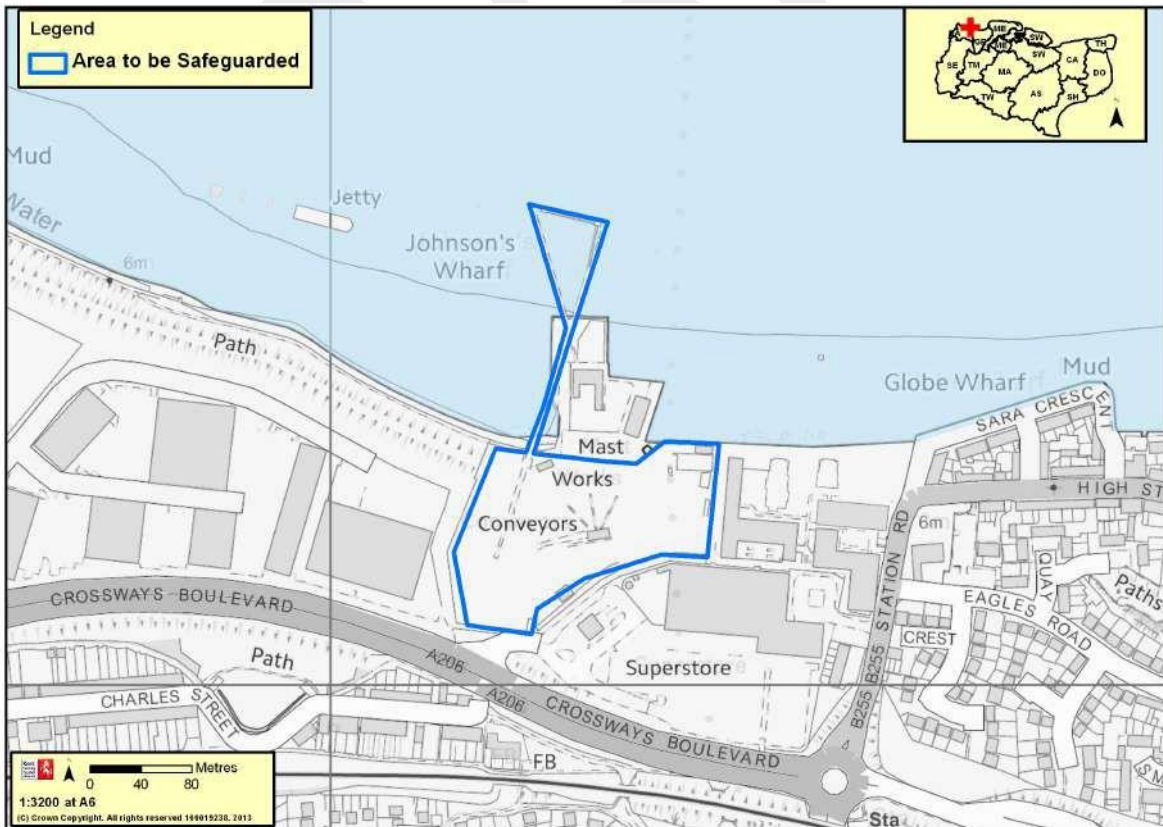 Legend
Area to be Safeguarded
ME
SW
ME
SE
TM
MA
SW
CA
TH
DO
TW
AS
SH
Mud
Water
6m
Jetty
Johnson's
Wharf
Path
Globe Wharf
Mud
SARA CRESCENT
HIGH ST
Mast
Works
Conveyors
6m
CROSSWAYS BOULEVARD
A206
A206
CROSSWAYS BOULEVARD
Path
CHARLES STREET
Superstore
B255
B255 STATION RD
QUAY
EAGLES ROAD
CREST
Paths
FB
Sta
Metres
0 40 80
1:3200 at A6
(C) Crown Copyright. All rights reserved 100019238, 2013